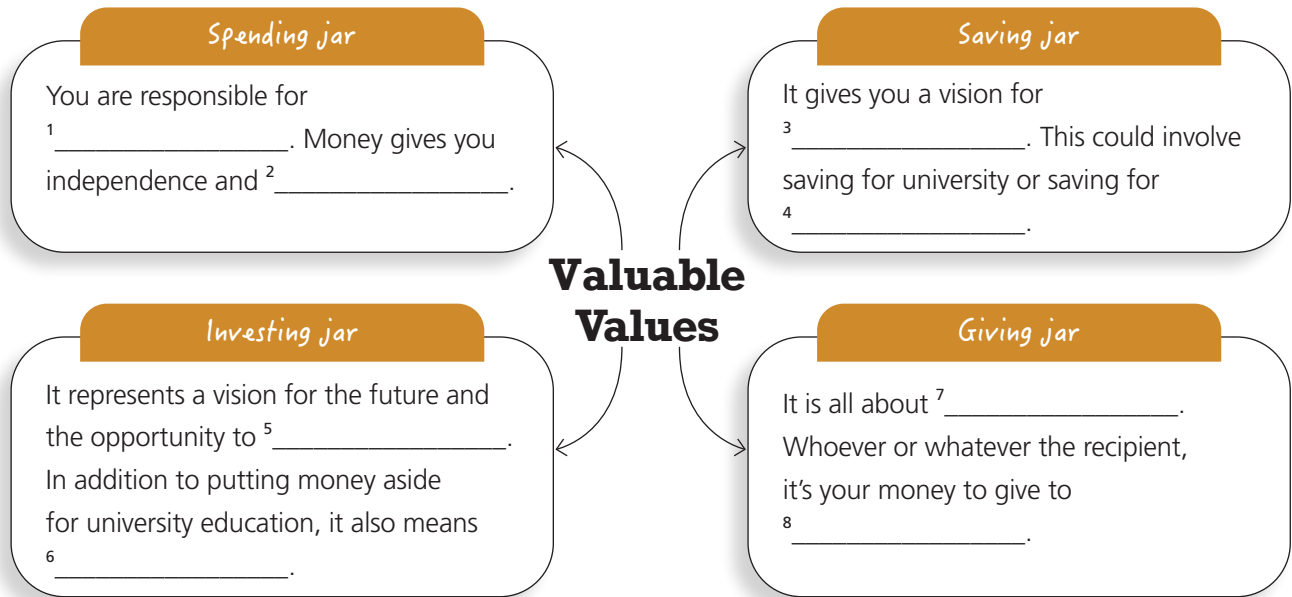 Spending jar
You are responsible for
1__________________. Money gives you
independence and 2__________________.
Saving jar
It gives you a vision for
3__________________. This could involve
saving for university or saving for
4__________________.
Valuable
Values
Investing jar
It represents a vision for the future and
the opportunity to 5__________________.
In addition to putting money aside
for university education, it also means
6__________________.
Giving jar
It is all about 7__________________.
Whoever or whatever the recipient,
it's your money to give to
8__________________.